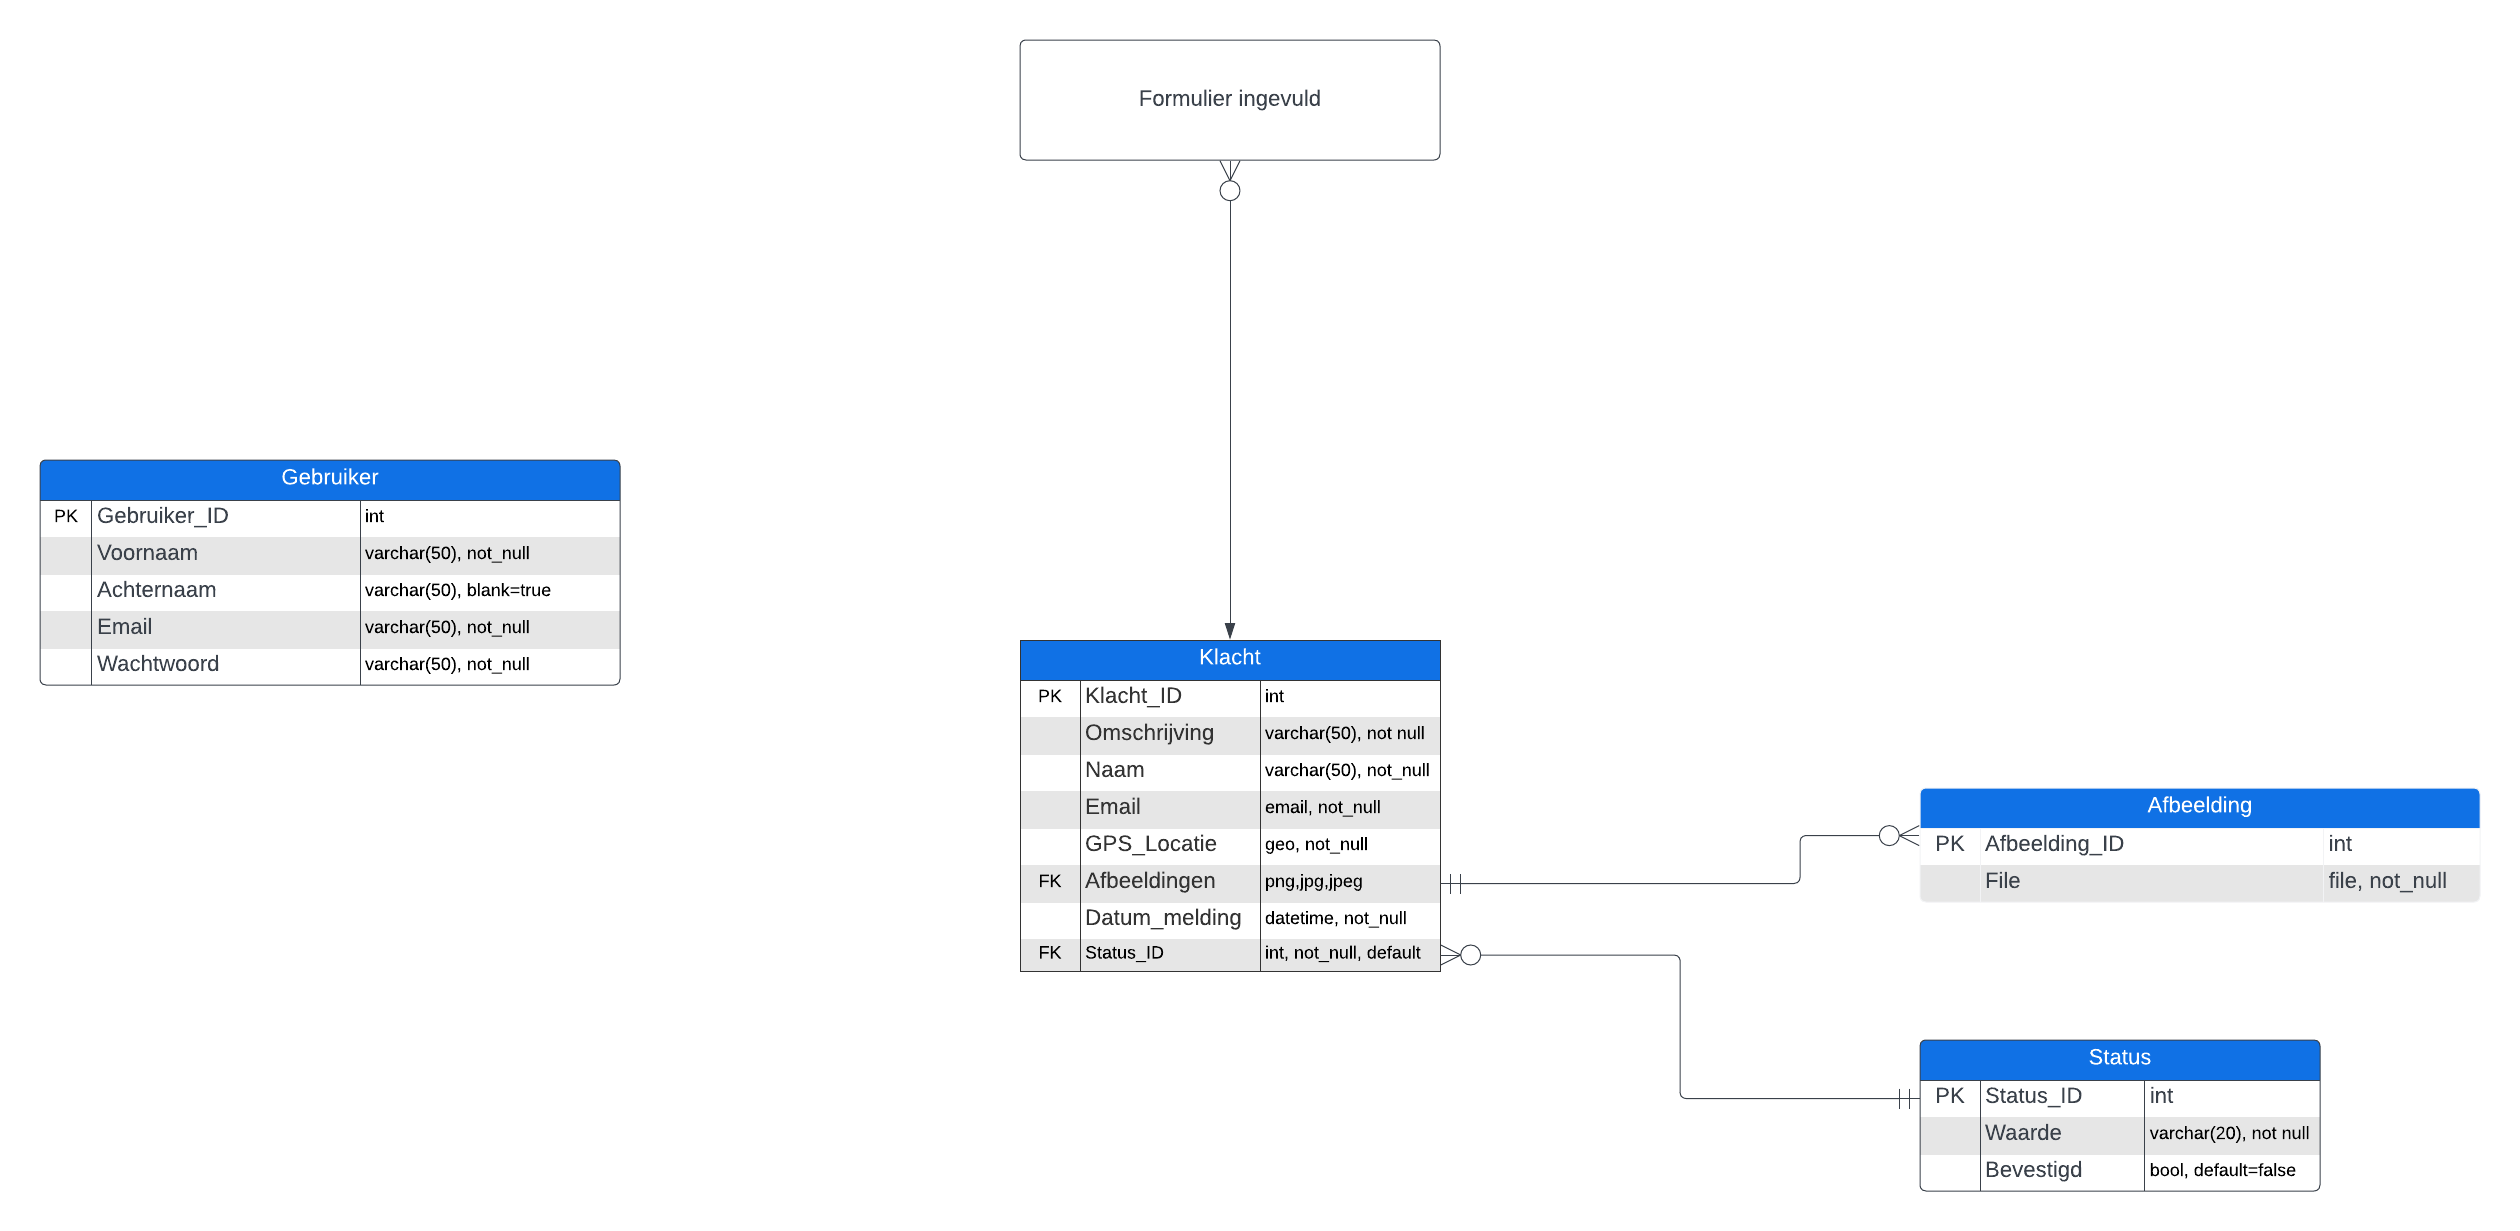 Formulier ingevuld
Gebruiker
PK Gebruiker_ID int
Voornaam varchar(50), not_null
Achternaam varchar(50), blank=true
Email varchar(50), not_null
Wachtwoord varchar(50), not_null
Klacht
PK Klacht_ID int
Omschrijving varchar(50), not null
Naam varchar(50), not_null
Email email, not_null
GPS_Locatie geo, not_null
FK Afbeeldingen png,jpg,jpeg
Datum_melding datetime, not_null
FK Status_ID int, not_null, default
Afbeelding
PK Afbeelding_ID int
File file, not_null
Status
PK Status_ID int
Waarde varchar(20), not null
Bevestigd bool, default=false